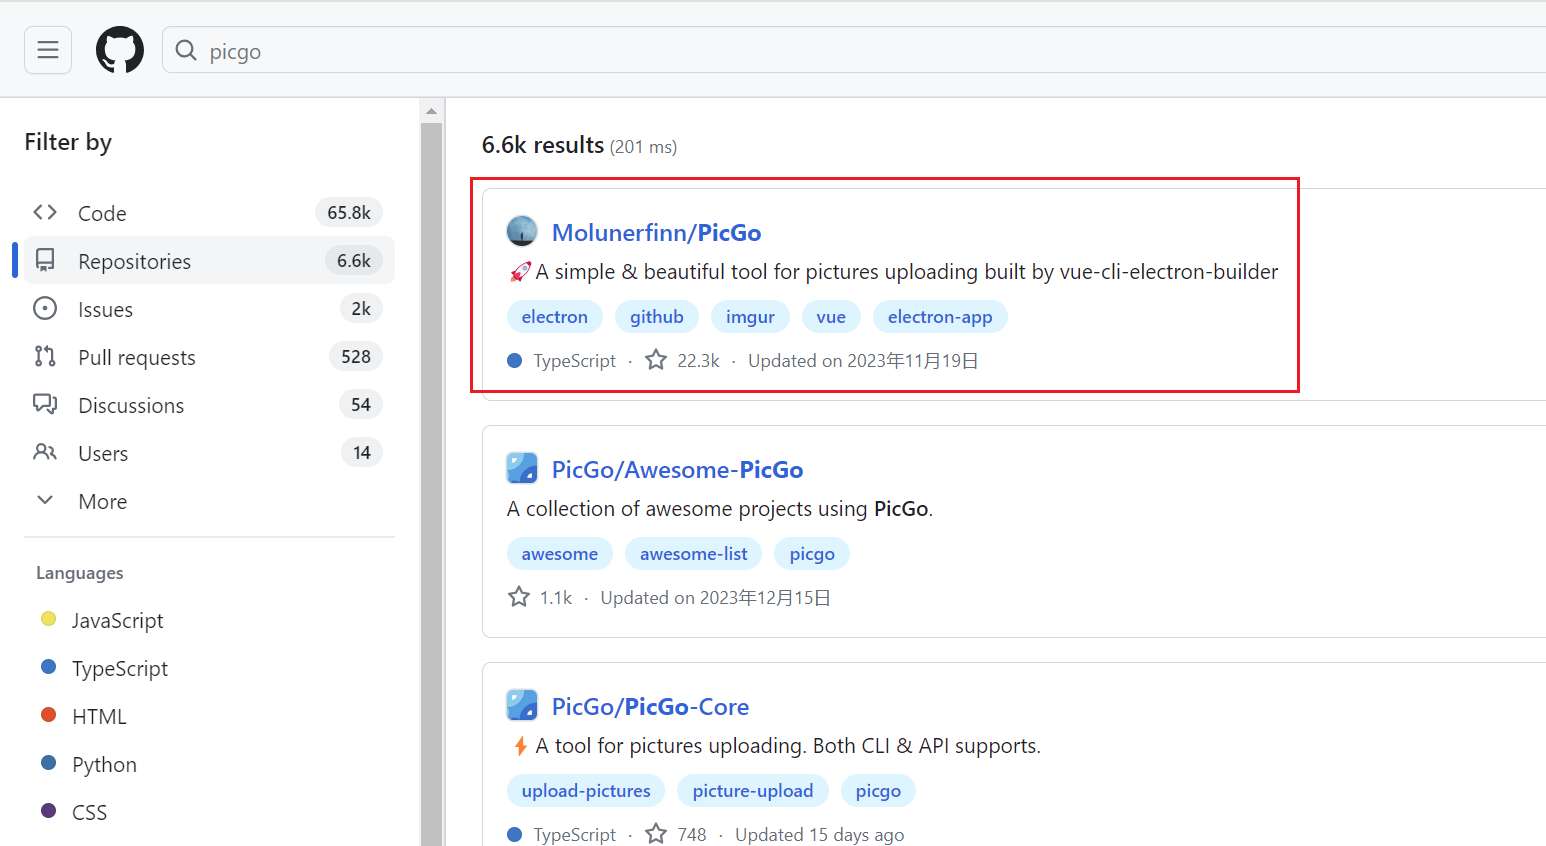 picgo
Filter by
Code 65.8k
Repositories 6.6k
Issues 2k
Pull requests 528
Discussions 54
Users 14
More
Languages
JavaScript
TypeScript
HTML
Python
CSS
6.6k results (201 ms)
Molunerfinn/PicGo
🚀A simple & beautiful tool for pictures uploading built by vue-cli-electron-builder
electron github imgur vue electron-app
TypeScript · 22.3k · Updated on 2023年11月19日
PicGo/Awesome-PicGo
A collection of awesome projects using PicGo.
awesome awesome-list picgo
1.1k · Updated on 2023年12月15日
PicGo/PicGo-Core
⚡A tool for pictures uploading. Both CLI & API supports.
upload-pictures picture-upload picgo
TypeScript · 748 · Updated 15 days ago